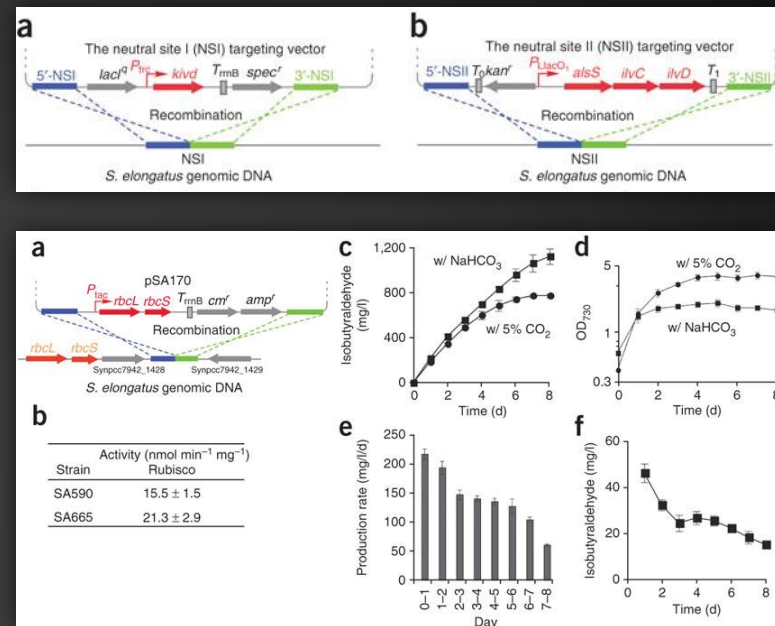 a
The neutral site I (NSI) targeting vector
5′-NSI lacIq Ptrc kivd TrrnB specr 3′-NSI
Recombination
NSI
S. elongatus genomic DNA
b
The neutral site II (NSII) targeting vector
5′-NSII T0 kanr PLlacO1 alsS ilvC ilvD T1 3′-NSII
Recombination
NSII
S. elongatus genomic DNA
a
pSA170
Ptac rbcL rbcS TrrnB cmr ampr
Recombination
rbcL rbcS
Synpcc7942_1428 Synpcc7942_1429
S. elongatus genomic DNA
b
Activity (nmol min–1 mg–1)
Strain Rubisco
SA590 15.5 ± 1.5
SA665 21.3 ± 2.9
c
Isobutyraldehyde
(mg/l)
1,200
800
400
0
w/ NaHCO3
w/ 5% CO2
0 2 4 6 8
Time (d)
d
OD730
5
1
0.3
w/ 5% CO2
w/ NaHCO3
0 2 4 6 8
Time (d)
e
Production rate (mg/l/d)
250
200
150
100
50
0
0–1 1–2 2–3 3–4 4–5 5–6 6–7 7–8
Day
f
Isobutyraldehyde (mg/l)
60
40
20
0
0 2 4 6 8
Time (d)